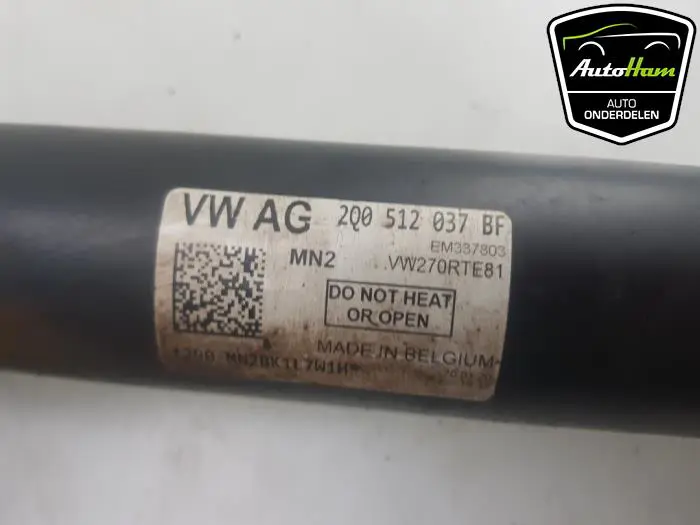 AutoHam
AUTO
ONDERDELEN
VW AG 2Q0 512 037 BF
EM337803
MN2 VW270RTE81
DO NOT HEAT
OR OPEN
MADE IN BELGIUM